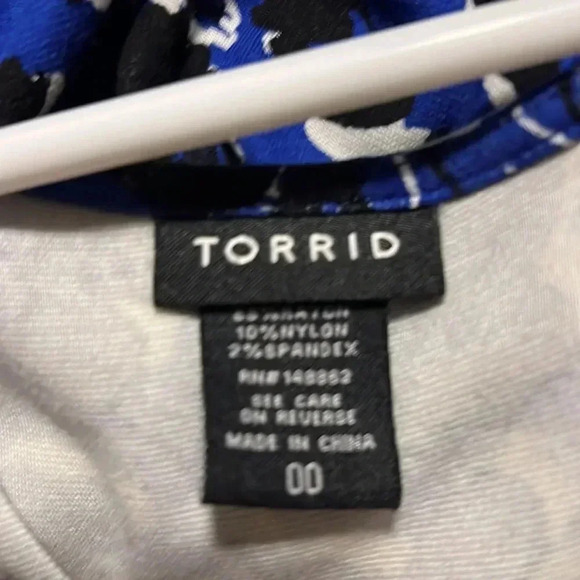 TORRID
10%NYLON
2%SPANDEX
SEE CARE
ON REVERSE
MADE IN CHINA
00